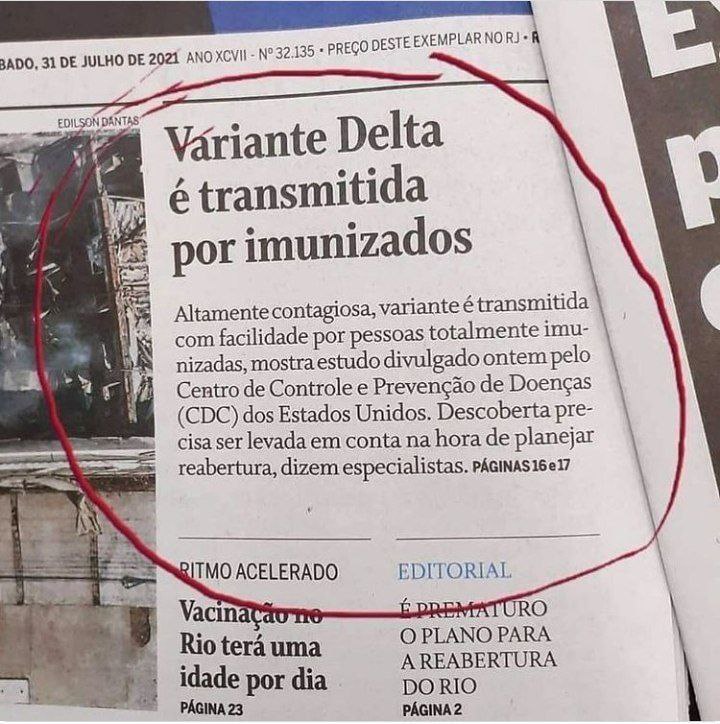 BADO, 31 DE JULHO DE 2021 ANO XCVII - Nº 32.135 • PREÇO DESTE EXEMPLAR NO RJ • R
EDILSON DANTAS
Variante Delta
é transmitida
por imunizados
Altamente contagiosa, variante é transmitida
com facilidade por pessoas totalmente imu-
nizadas, mostra estudo divulgado ontem pelo
Centro de Controle e Prevenção de Doenças
(CDC) dos Estados Unidos. Descoberta pre-
cisa ser levada em conta na hora de planejar
reabertura, dizem especialistas. PÁGINAS 16 e 17
RITMO ACELERADO
Vacinação no
Rio terá uma
idade por dia
PÁGINA 23
EDITORIAL
É PREMATURO
O PLANO PARA
A REABERTURA
DO RIO
PÁGINA 2